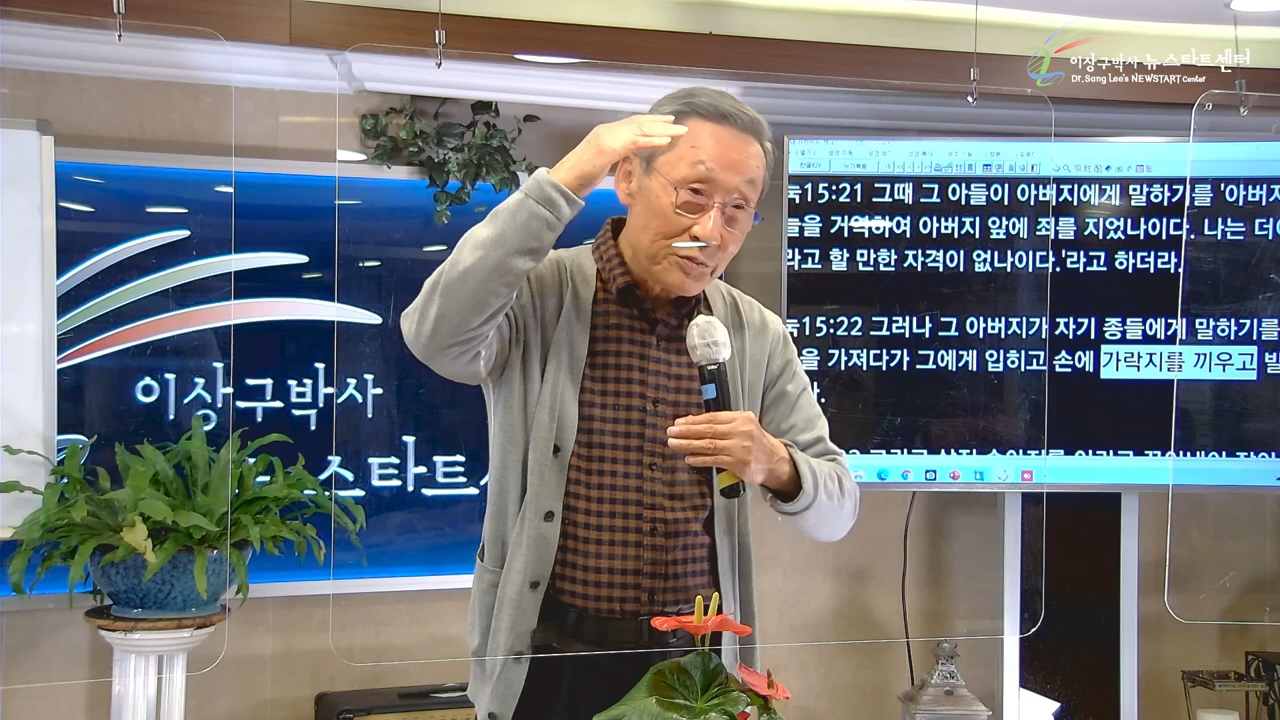 이상구박사 뉴스타트센터
Dr. Sang Lee's NEWSTART Center
눅15:21 그때 그 아들이 아버지에게 말하기를 '아버지
늘을 거역하여 아버지 앞에 죄를 지었나이다. 나는 더
라고 할 만한 자격이 없나이다.'라고 하더라.
눅15:22 그러나 그 아버지가 자기 종들에게 말하기를
을 가져다가 그에게 입히고 손에 가락지를 끼우고 발
이상구박사
스타트